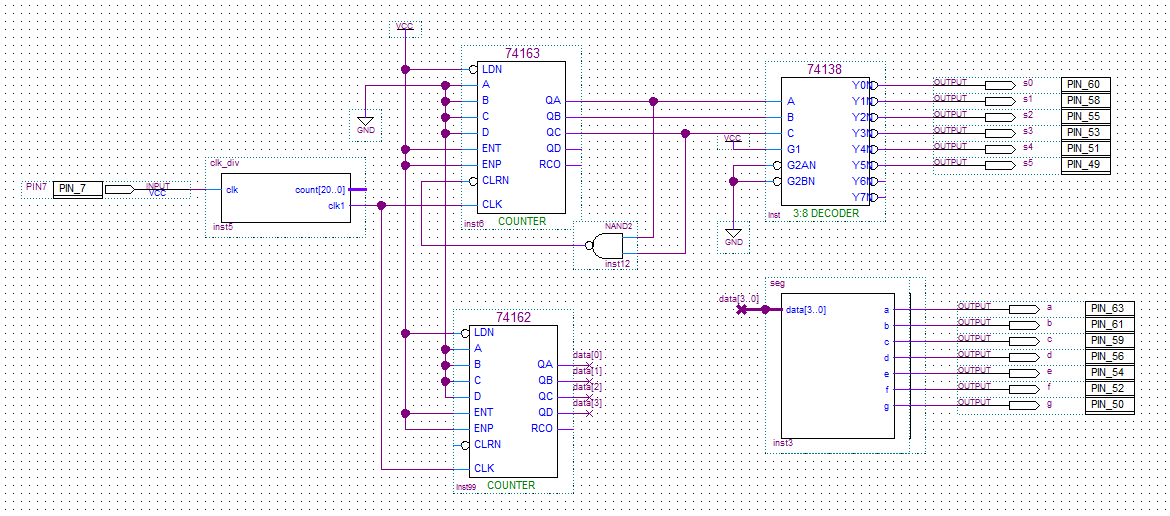 VCC
74163
LDN
A
B
C
D
ENT
ENP
CLRN
CLK
QA
QB
QC
QD
RCO
inst6
COUNTER
GND
74138
A
B
C
G1
G2AN
G2BN
Y0N
Y1N
Y2N
Y3N
Y4N
Y5N
Y6N
Y7N
inst
3:8 DECODER
VCC
GND
OUTPUT s0 PIN_60
OUTPUT s1 PIN_58
OUTPUT s2 PIN_55
OUTPUT s3 PIN_53
OUTPUT s4 PIN_51
OUTPUT s5 PIN_49
PIN7 PIN_7 INPUT
VCC
clk_div
clk count[20..0]
clk1
inst5
NAND2
inst12
74162
LDN
A
B
C
D
ENT
ENP
CLRN
CLK
QA
QB
QC
QD
RCO
inst99
COUNTER
data[0]
data[1]
data[2]
data[3]
data[3..0]
seg
data[3..0]
a
b
c
d
e
f
g
inst3
OUTPUT a PIN_63
OUTPUT b PIN_61
OUTPUT c PIN_59
OUTPUT d PIN_56
OUTPUT e PIN_54
OUTPUT f PIN_52
OUTPUT g PIN_50